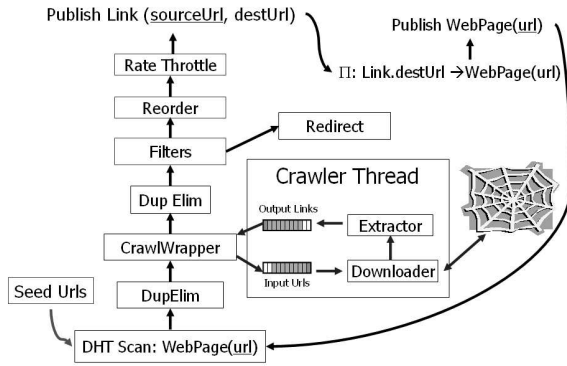 Publish Link (sourceUrl, destUrl)
Publish WebPage(url)
Π: Link.destUrl →WebPage(url)
Rate Throttle
Reorder
Redirect
Filters
Crawler Thread
Dup Elim
Output Links
Extractor
CrawlWrapper
Input Urls
Downloader
Seed Urls
DupElim
DHT Scan: WebPage(url)